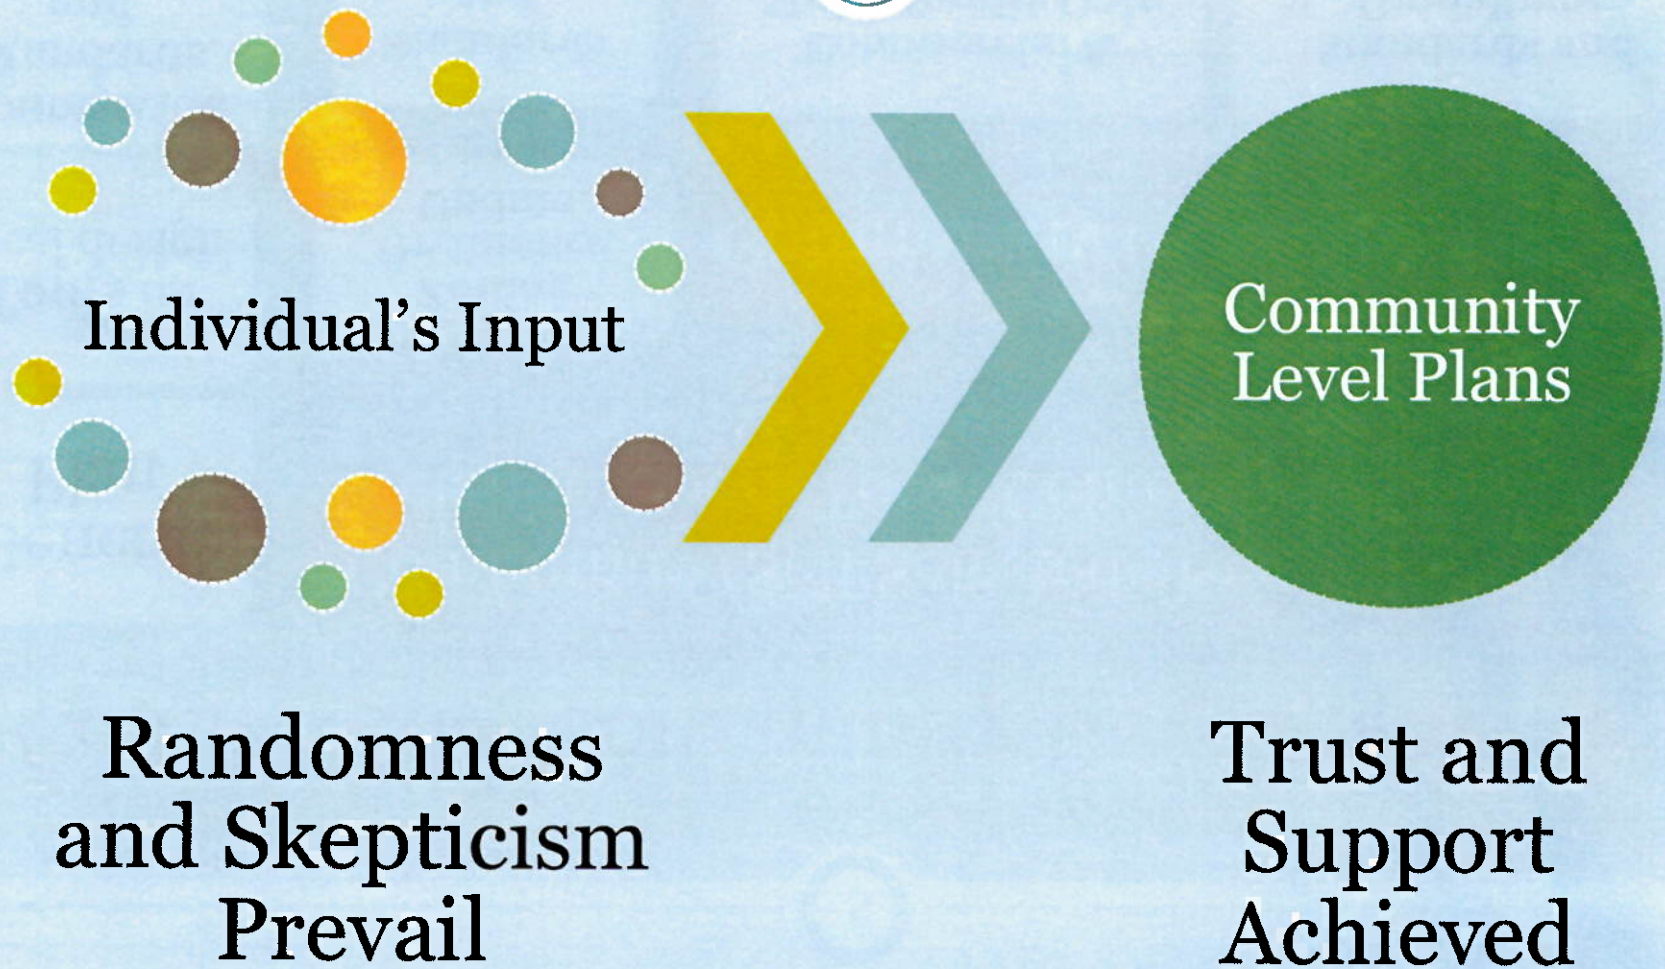 Individual's Input
Community
Level Plans
Randomness
and Skepticism
Prevail
Trust and
Support
Achieved